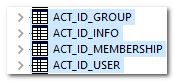 ACT_ID_GROUP
ACT_ID_INFO
ACT_ID_MEMBERSHIP
ACT_ID_USER